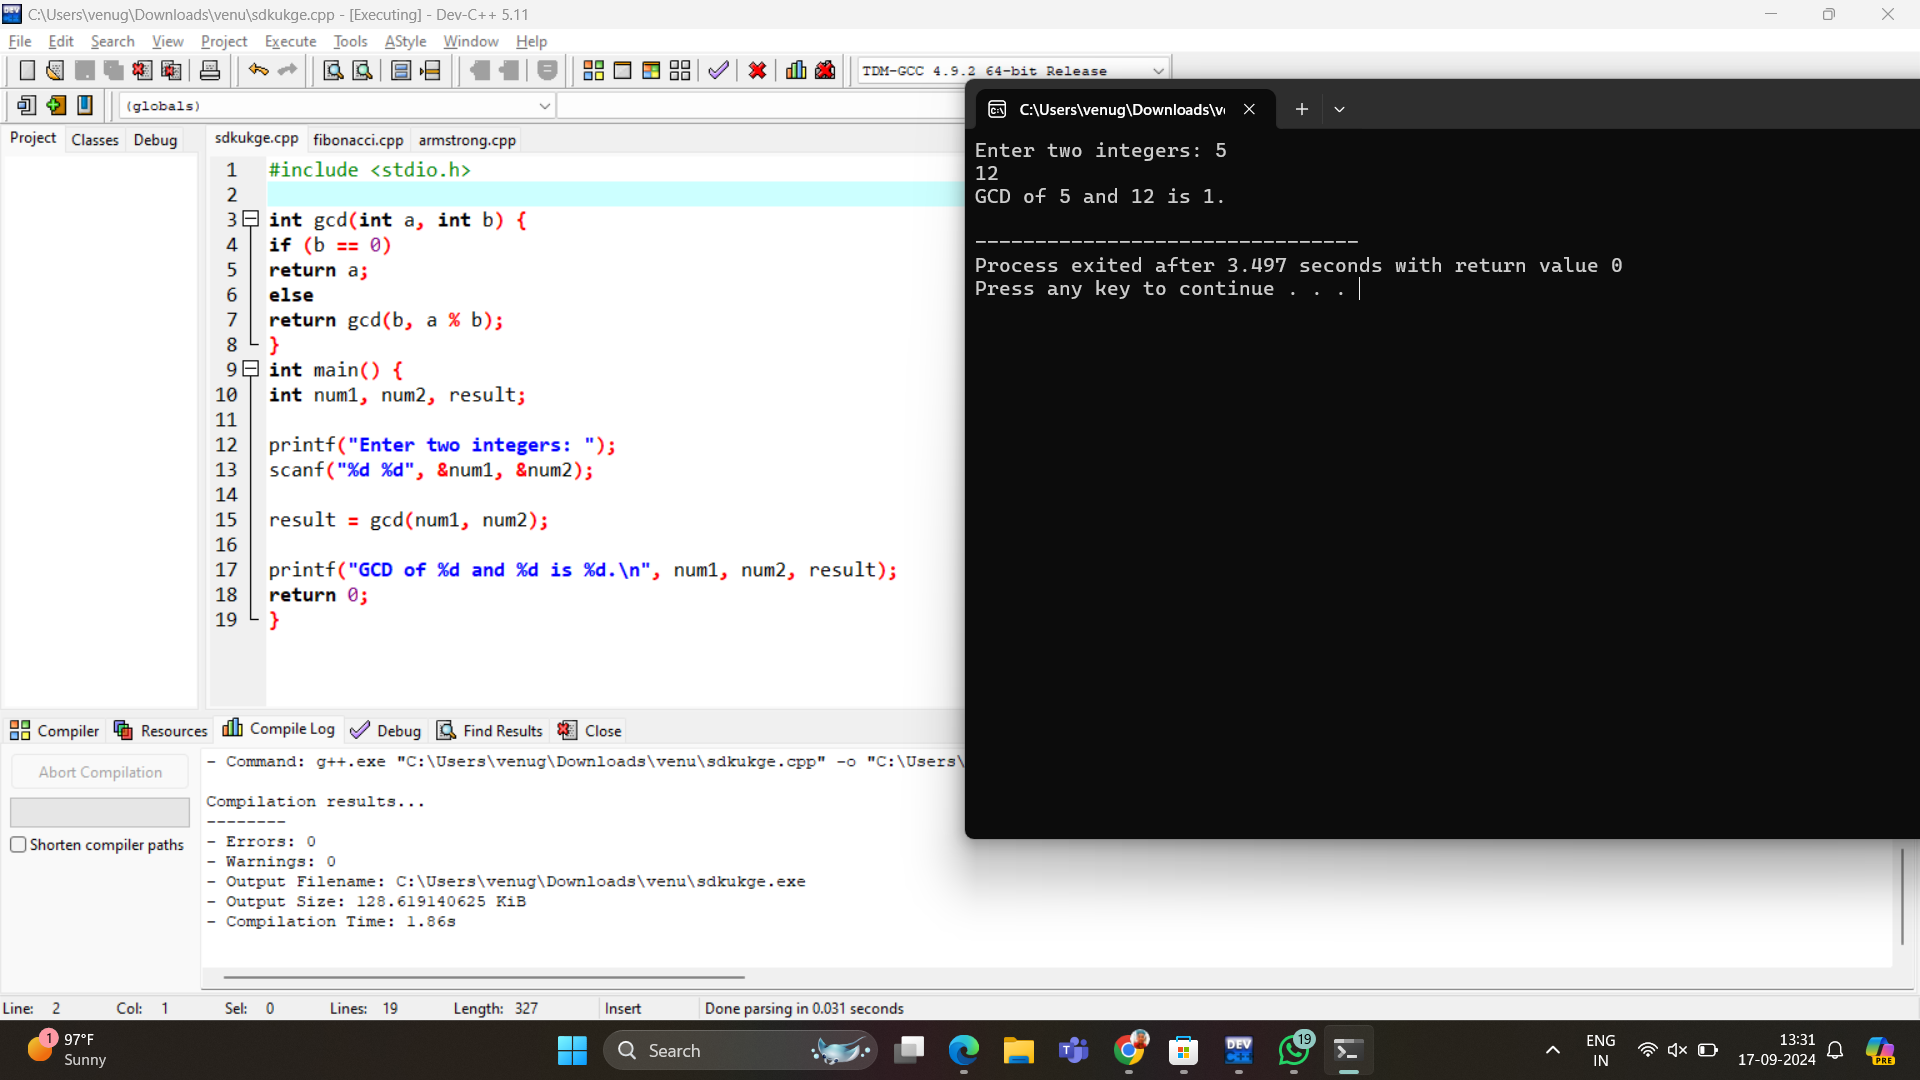 C:\Users\venug\Downloads\venu\sdkukge.cpp - [Executing] - Dev-C++ 5.11
File Edit Search View Project Execute Tools AStyle Window Help
TDM-GCC 4.9.2 64-bit Release
(globals)
Project Classes Debug
sdkukge.cpp fibonacci.cpp armstrong.cpp
1 #include <stdio.h>
2
3 int gcd(int a, int b) {
4 if (b == 0)
5 return a;
6 else
7 return gcd(b, a % b);
8 }
9 int main() {
10 int num1, num2, result;
11
12 printf("Enter two integers: ");
13 scanf("%d %d", &num1, &num2);
14
15 result = gcd(num1, num2);
16
17 printf("GCD of %d and %d is %d.\n", num1, num2, result);
18 return 0;
19 }
C:\Users\venug\Downloads\v
Enter two integers: 5
12
GCD of 5 and 12 is 1.
--------------------------------
Process exited after 3.497 seconds with return value 0
Press any key to continue . . .
Compiler Resources Compile Log Debug Find Results Close
Abort Compilation
Shorten compiler paths
- Command: g++.exe "C:\Users\venug\Downloads\venu\sdkukge.cpp" -o "C:\Users\
Compilation results...
--------
- Errors: 0
- Warnings: 0
- Output Filename: C:\Users\venug\Downloads\venu\sdkukge.exe
- Output Size: 128.619140625 KiB
- Compilation Time: 1.86s
Line: 2 Col: 1 Sel: 0 Lines: 19 Length: 327 Insert Done parsing in 0.031 seconds
1
97°F
Sunny
Search
DEV
19
ENG
IN
13:31
17-09-2024
PRE